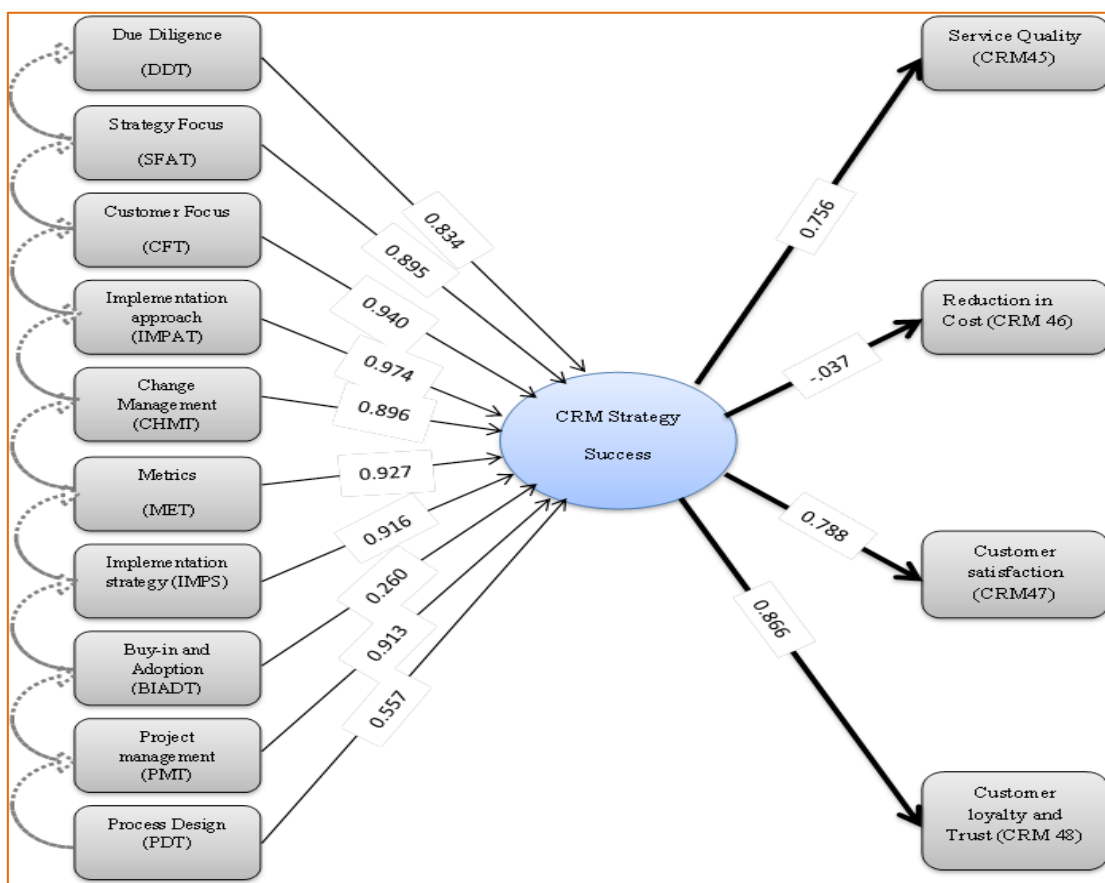 Due Diligence
(DDT)
Strategy Focus
(SFAT)
Customer Focus
(CFT)
Implementation
approach
(IMPAT)
Change
Management
(CHMT)
Metrics
(MET)
Implementation
strategy (IMPS)
Buy-in and
Adoption
(BIADT)
Project
management
(PMT)
Process Design
(PDT)
0.834
0.895
0.940
0.974
0.896
0.927
0.916
0.260
0.913
0.557
CRM Strategy
Success
0.756
-.037
0.788
0.866
Service Quality
(CRM45)
Reduction in
Cost (CRM 46)
Customer
satisfaction
(CRM47)
Customer
loyalty and
Trust (CRM 48)